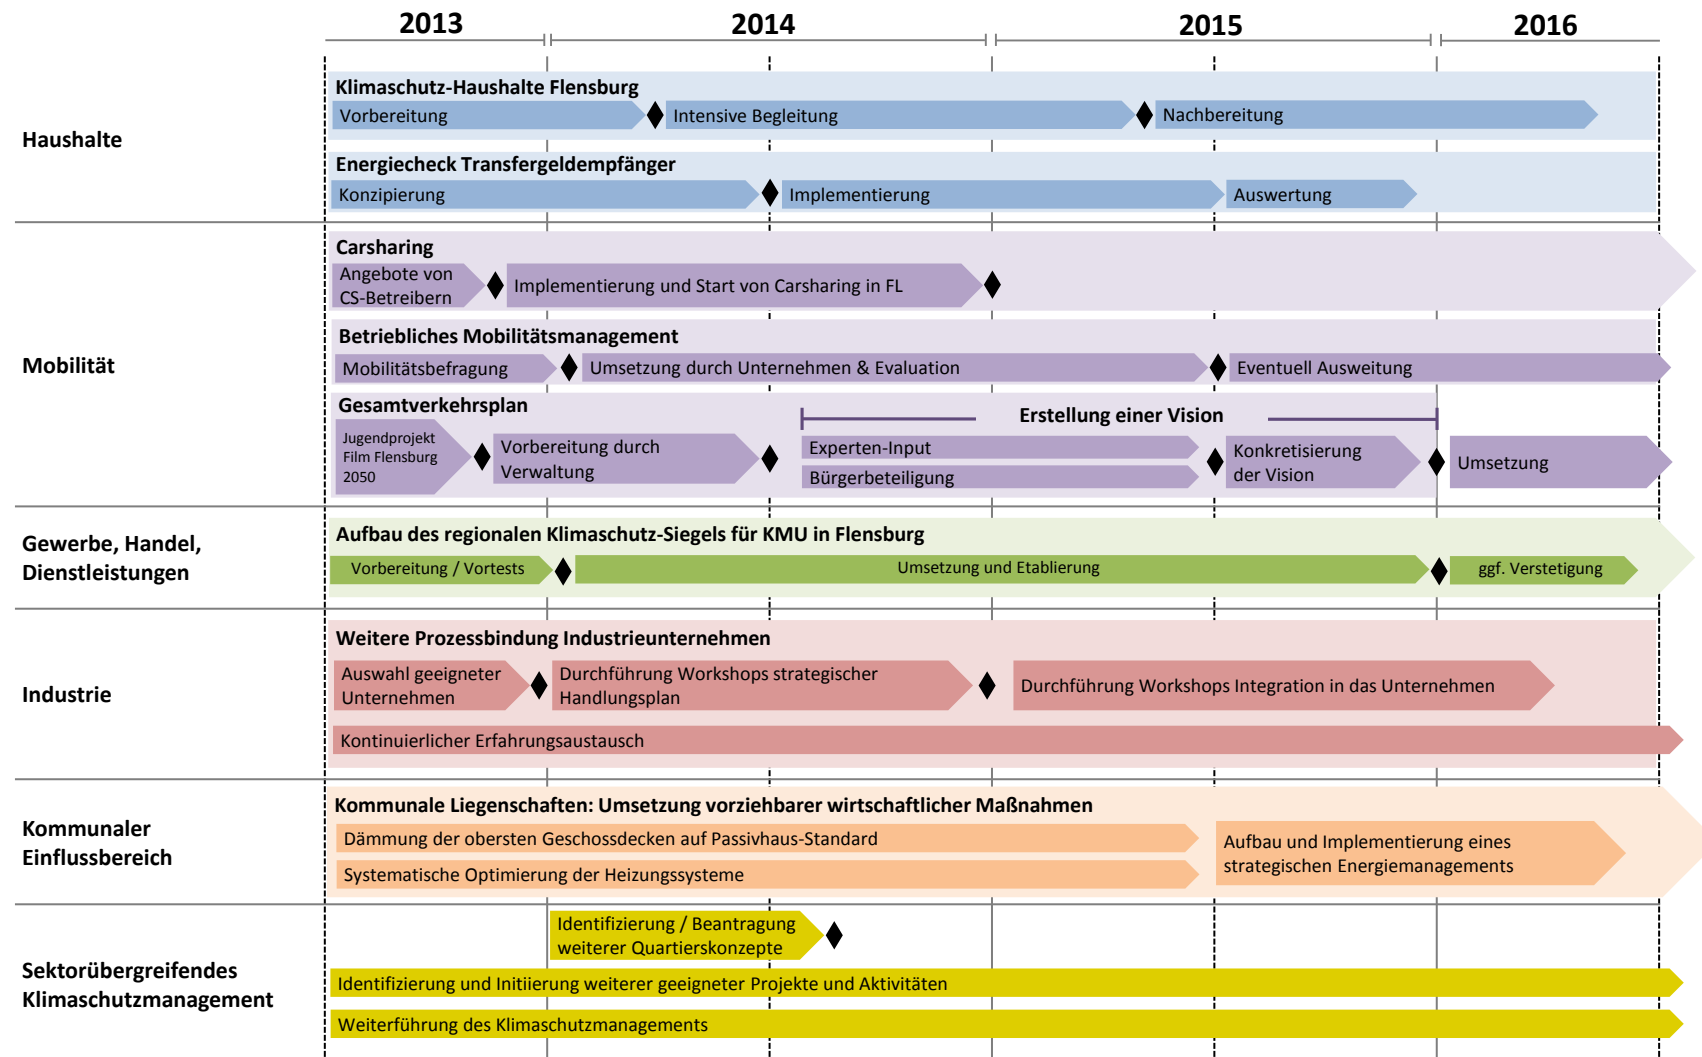 2013
2014
2015
2016
Haushalte
Klimaschutz-Haushalte Flensburg
Vorbereitung
Intensive Begleitung
Nachbereitung
Energiecheck Transfergeldempfänger
Konzipierung
Implementierung
Auswertung
Mobilität
Carsharing
Angebote von
CS-Betreibern
Implementierung und Start von Carsharing in FL
Betriebliches Mobilitätsmanagement
Mobilitätsbefragung
Umsetzung durch Unternehmen & Evaluation
Eventuell Ausweitung
Gesamtverkehrsplan
Jugendprojekt
Film Flensburg
2050
Vorbereitung durch
Verwaltung
Erstellung einer Vision
Experten-Input
Bürgerbeteiligung
Konkretisierung
der Vision
Umsetzung
Gewerbe, Handel,
Dienstleistungen
Aufbau des regionalen Klimaschutz-Siegels für KMU in Flensburg
Vorbereitung / Vortests
Umsetzung und Etablierung
ggf. Verstetigung
Industrie
Weitere Prozessbindung Industrieunternehmen
Auswahl geeigneter
Unternehmen
Durchführung Workshops strategischer
Handlungsplan
Durchführung Workshops Integration in das Unternehmen
Kontinuierlicher Erfahrungsaustausch
Kommunaler
Einflussbereich
Kommunale Liegenschaften: Umsetzung vorziehbarer wirtschaftlicher Maßnahmen
Dämmung der obersten Geschossdecken auf Passivhaus-Standard
Systematische Optimierung der Heizungssysteme
Aufbau und Implementierung eines
strategischen Energiemanagements
Sektorübergreifendes
Klimaschutzmanagement
Identifizierung / Beantragung
weiterer Quartierskonzepte
Identifizierung und Initiierung weiterer geeigneter Projekte und Aktivitäten
Weiterführung des Klimaschutzmanagements